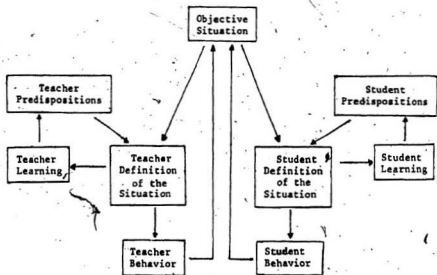 Objective
Situation
Teacher
Predispositions
Student
Predispositions
Teacher
Learning
Teacher
Definition
of the
Situation
Student
Definition
of the
Situation
Student
Learning
Teacher
Behavior
Student
Behavior